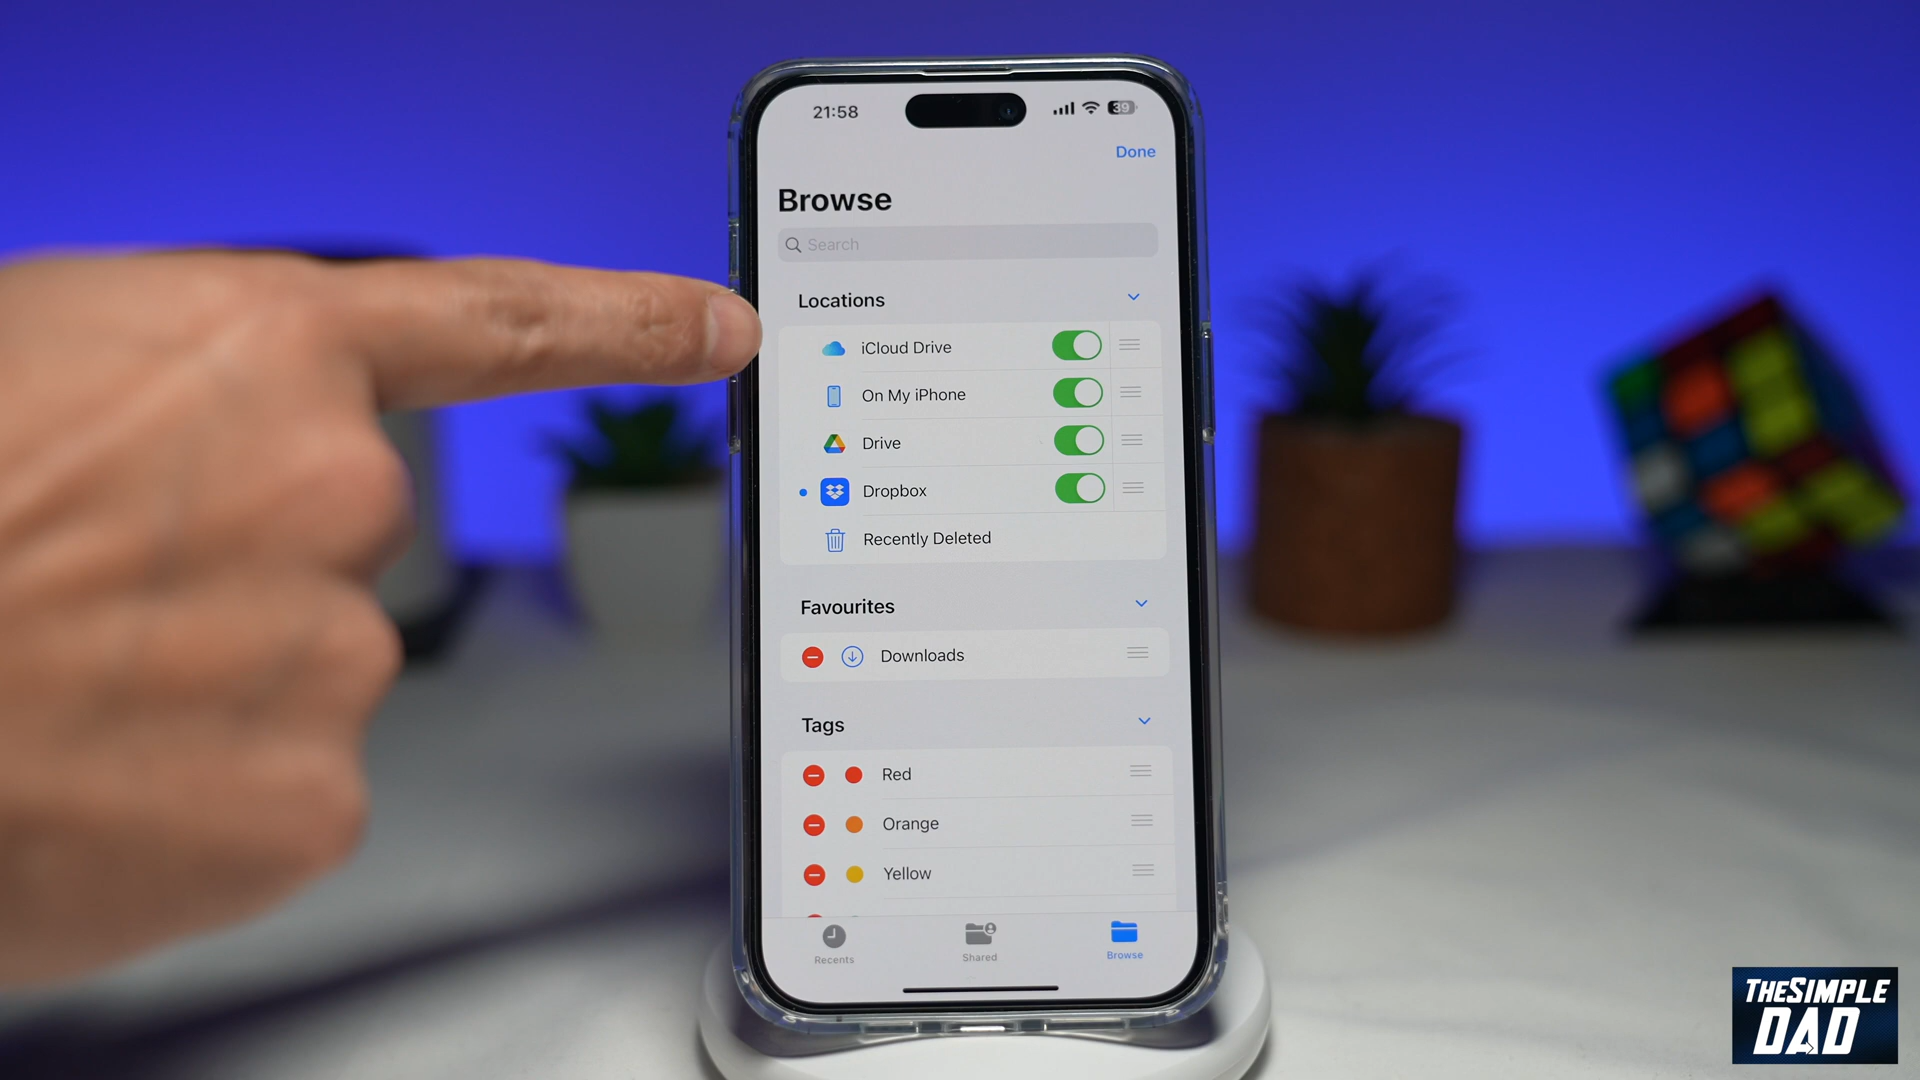 21:58
39
Done
Browse
Search
Locations
iCloud Drive
On My iPhone
Drive
Dropbox
Recently Deleted
Favourites
Downloads
Tags
Red
Orange
Yellow
Recents
Shared
Browse
THESIMPLE
DAD